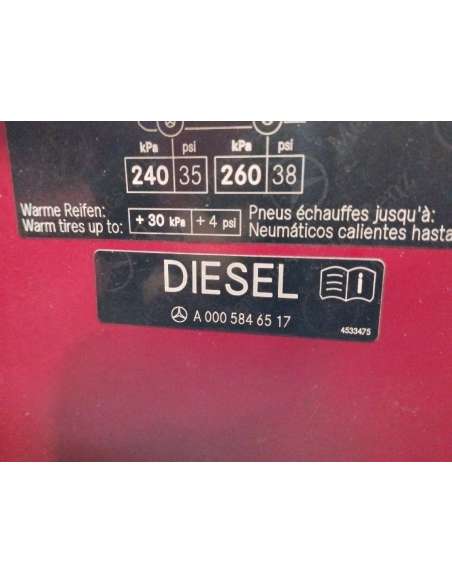 kPa psi kPa psi
240 35 260 38
Warme Reifen:
Warm tires up to:
+ 30 kPa + 4 psi
Pneus échauffes jusqu'à:
Neumáticos calientes hasta
DIESEL
A 000 584 65 17
4533475